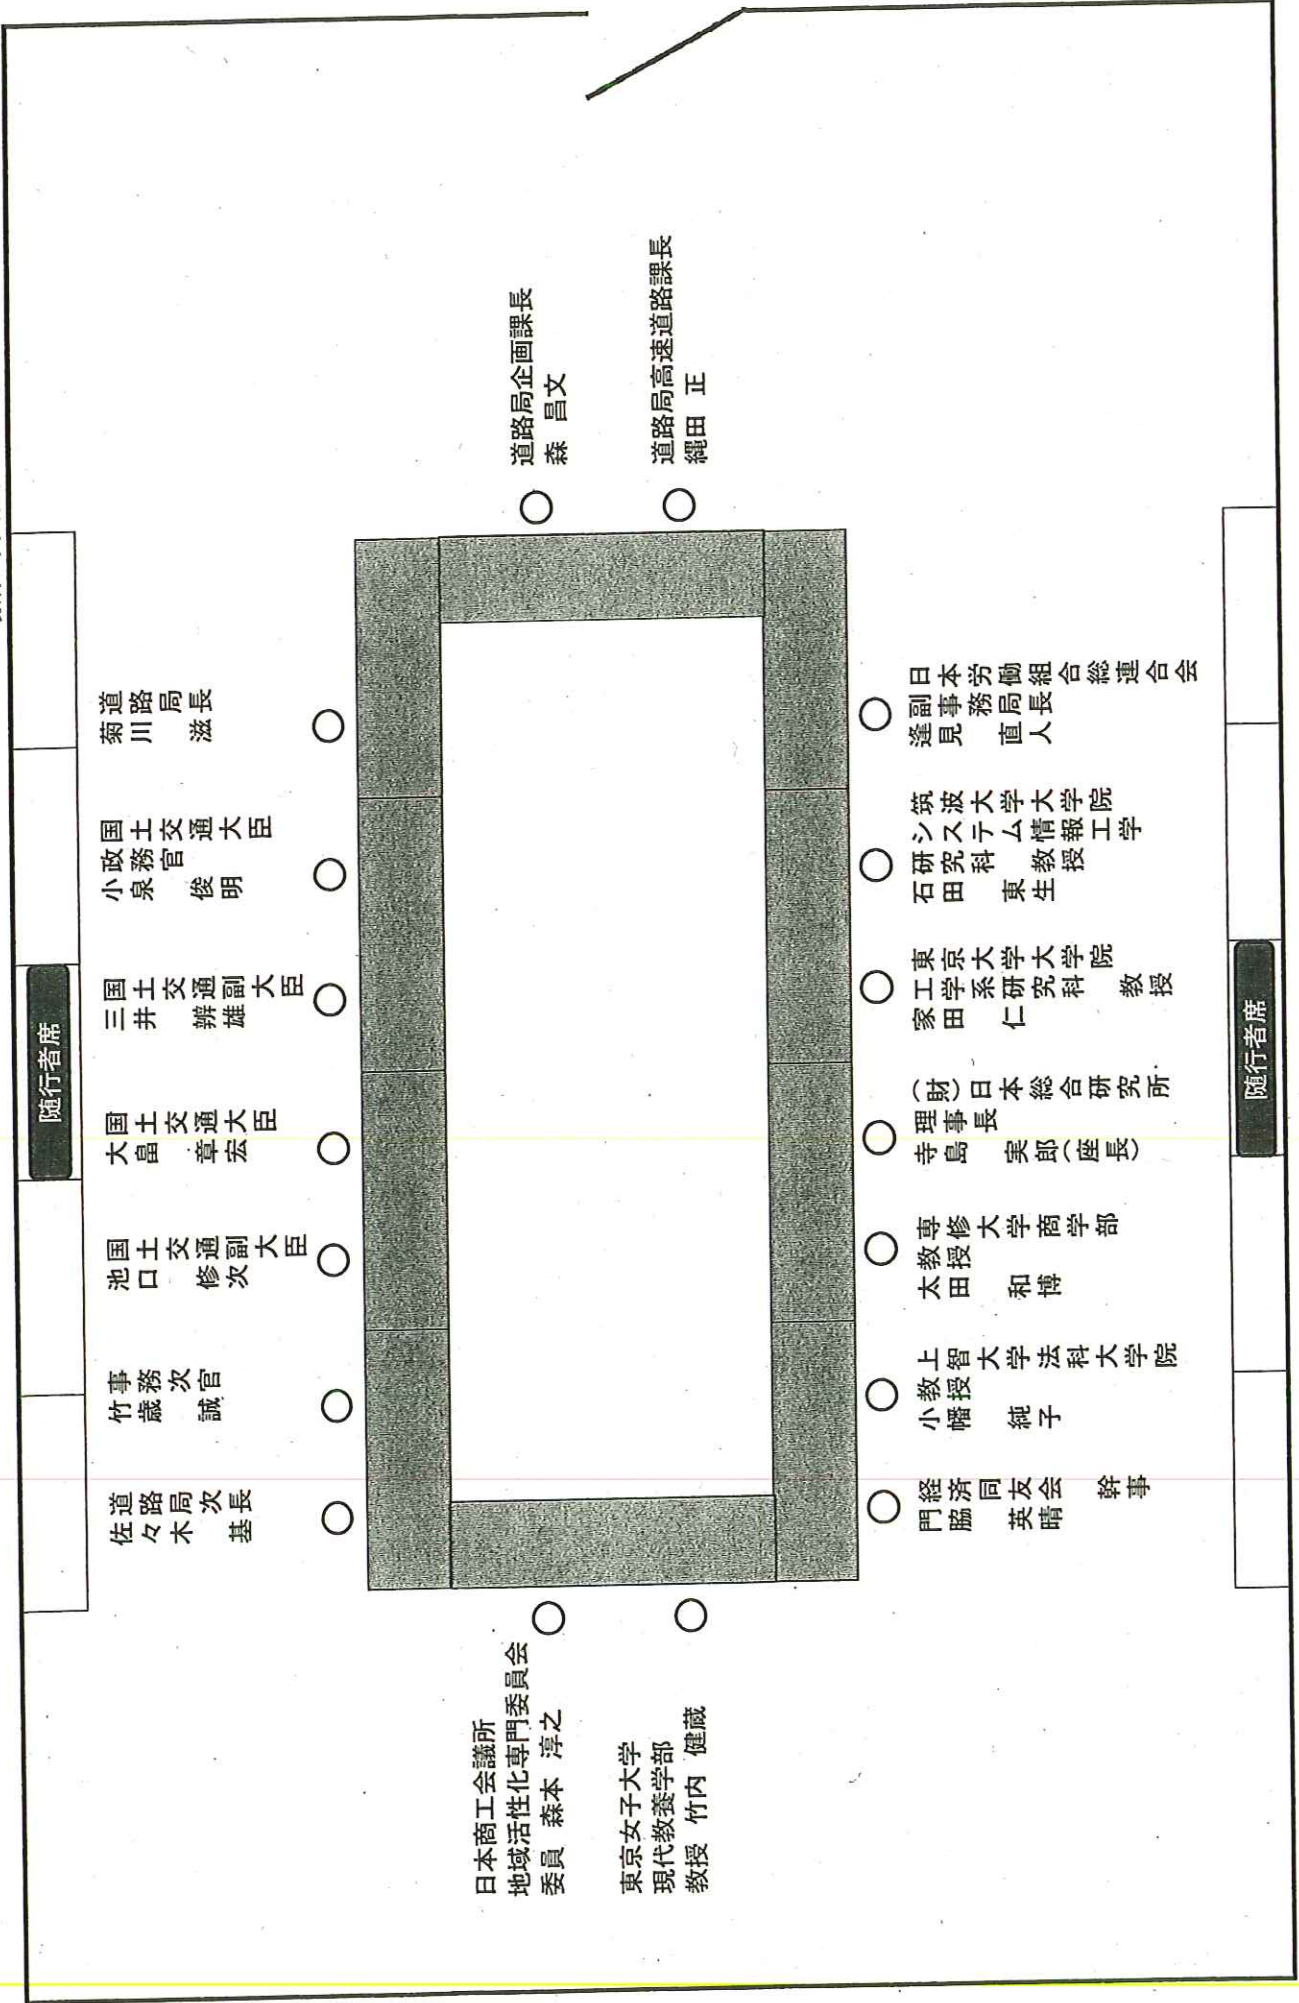 随行者席
道路局次長
佐々木 基
事務次官
竹歳 誠
国土交通副大臣
池口 修次
国土交通大臣
大畠 章宏
国土交通副大臣
三井 辨雄
国土交通大臣
政務官
小泉 俊明
道路局長
菊川 滋
日本商工会議所
地域活性化専門委員会
委員 森本 淳之
東京女子大学
現代教養学部
教授 竹内 健蔵
道路局企画課長
森 昌文
道路局高速道路課長
縄田 正
経済同友会 幹事
門脇 英晴
上智大学法科大学院
教授
小幡 純子
専修大学商学部
教授
太田 和博
(財)日本総合研究所
理事長
寺島 実郎(座長)
東京大学大学院
工学系研究科 教授
家田 仁
筑波大学大学院
システム情報工学
研究科 教授
石田 東生
日本労働組合総連合会
副事務局長
逢見 直人
随行者席